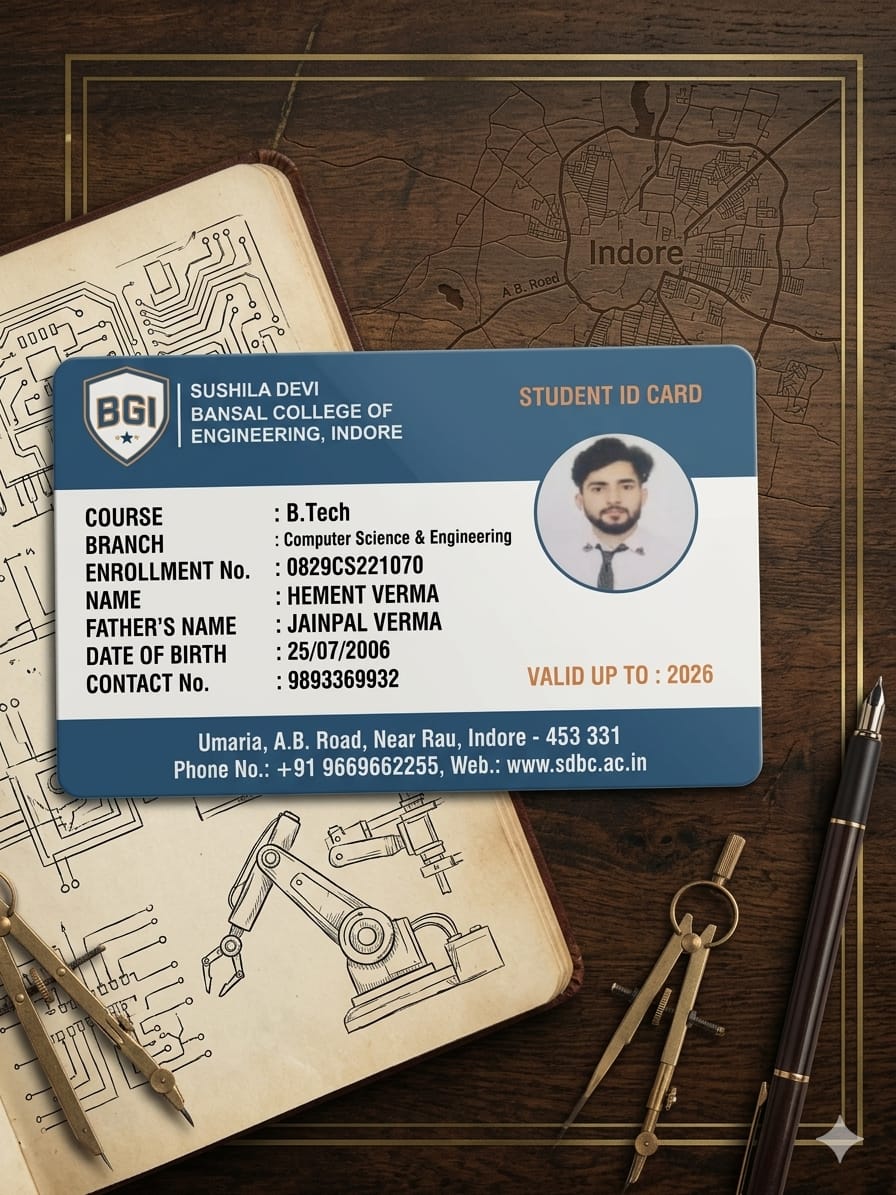 Indore
A.B. Road
BGI
SUSHILA DEVI
BANSAL COLLEGE OF
ENGINEERING, INDORE
STUDENT ID CARD
COURSE : B.Tech
BRANCH : Computer Science & Engineering
ENROLLMENT No. : 0829CS221070
NAME : HEMENT VERMA
FATHER'S NAME : JAINPAL VERMA
DATE OF BIRTH : 25/07/2006
CONTACT No. : 9893369932
VALID UP TO : 2026
Umaria, A.B. Road, Near Rau, Indore - 453 331
Phone No.: +91 9669662255, Web.: www.sdbc.ac.in